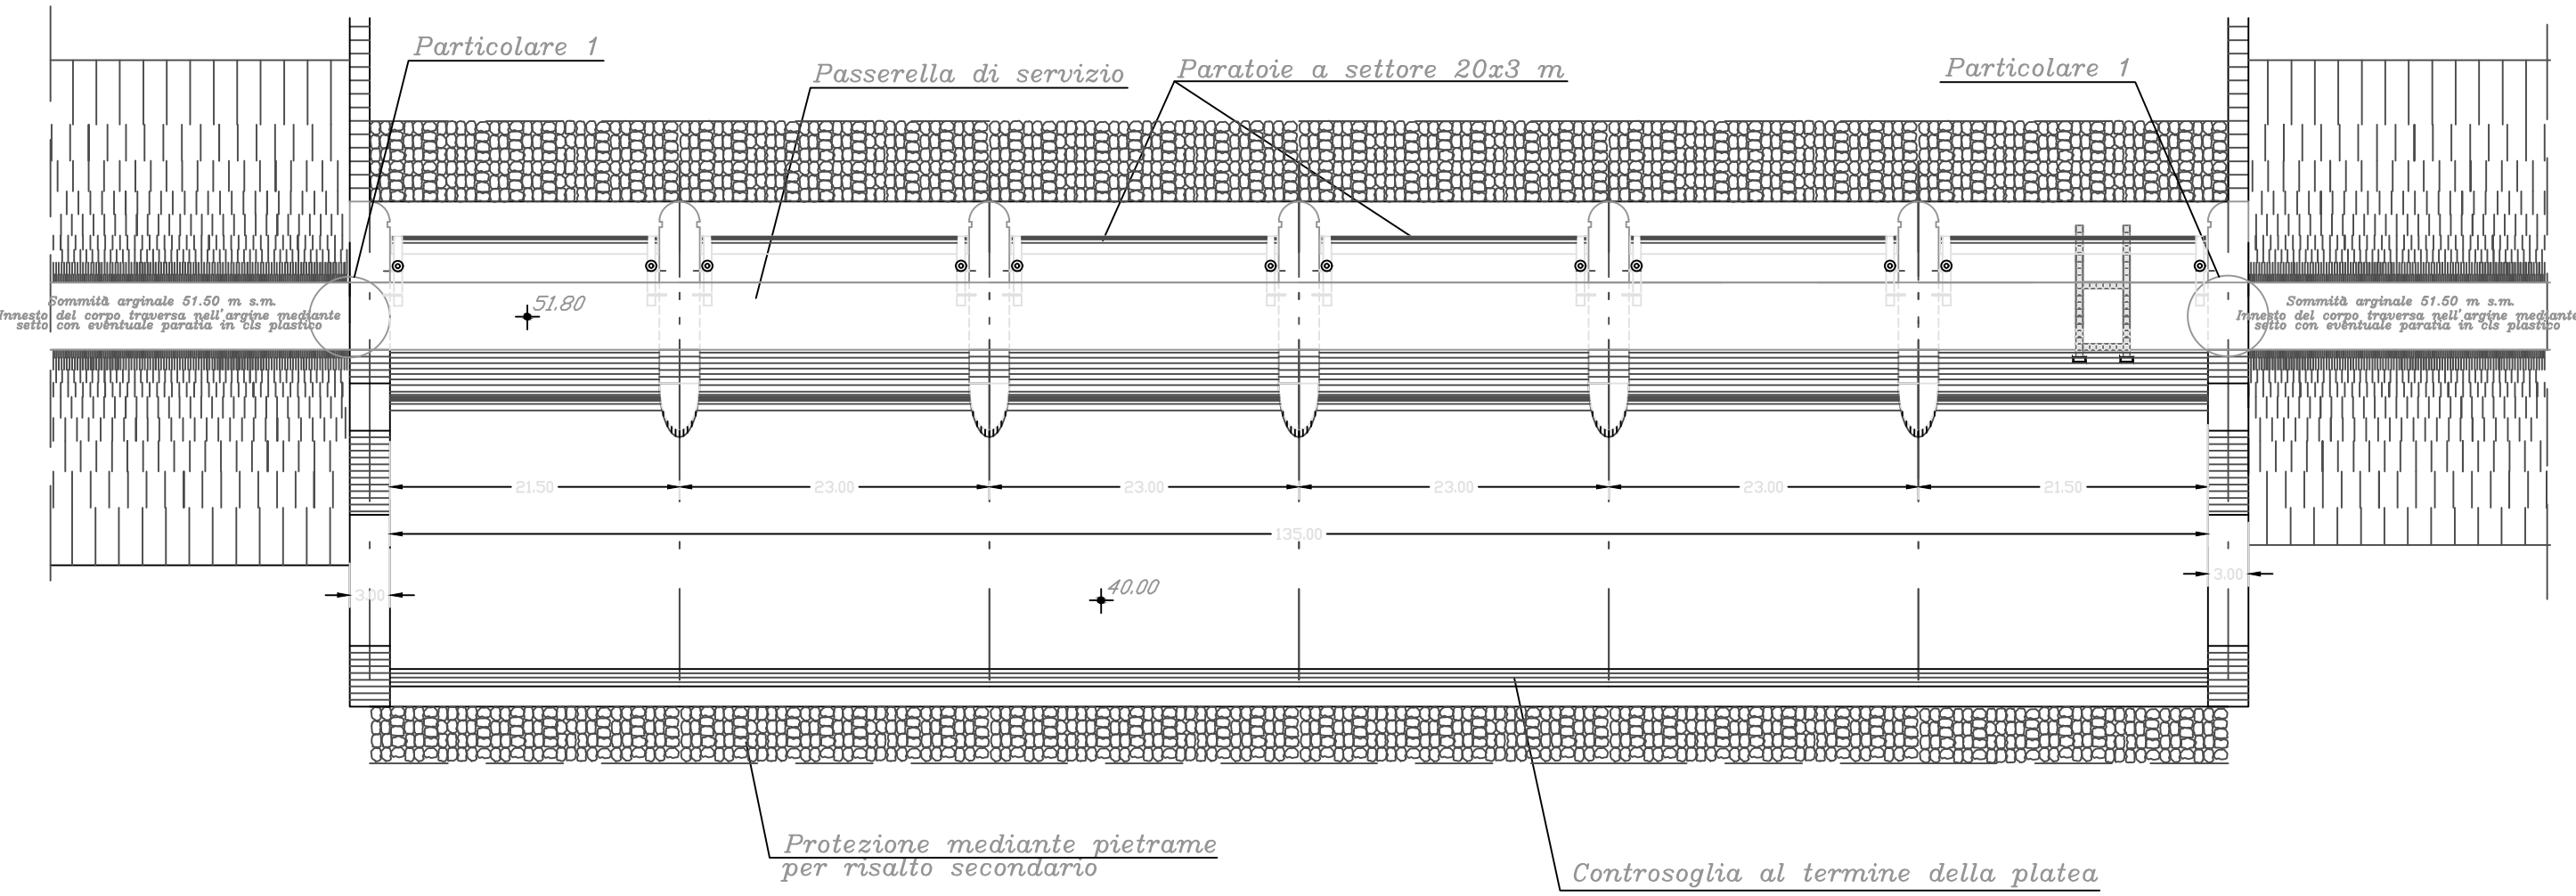 Particolare 1
Passerella di servizio
Paratoie a settore 20x3 m
Particolare 1
Sommità arginale 51.50 m s.m.
Innesto del corpo traversa nell'argine mediante
setto con eventuale paratia in cls plastico
51.80
Sommità arginale 51.50 m s.m.
Innesto del corpo traversa nell'argine mediante
setto con eventuale paratia in cls plastico
21.50 23.00 23.00 23.00 23.00 21.50
135.00
3.00
40.00
3.00
Protezione mediante pietrame
per risalto secondario
Controsoglia al termine della platea